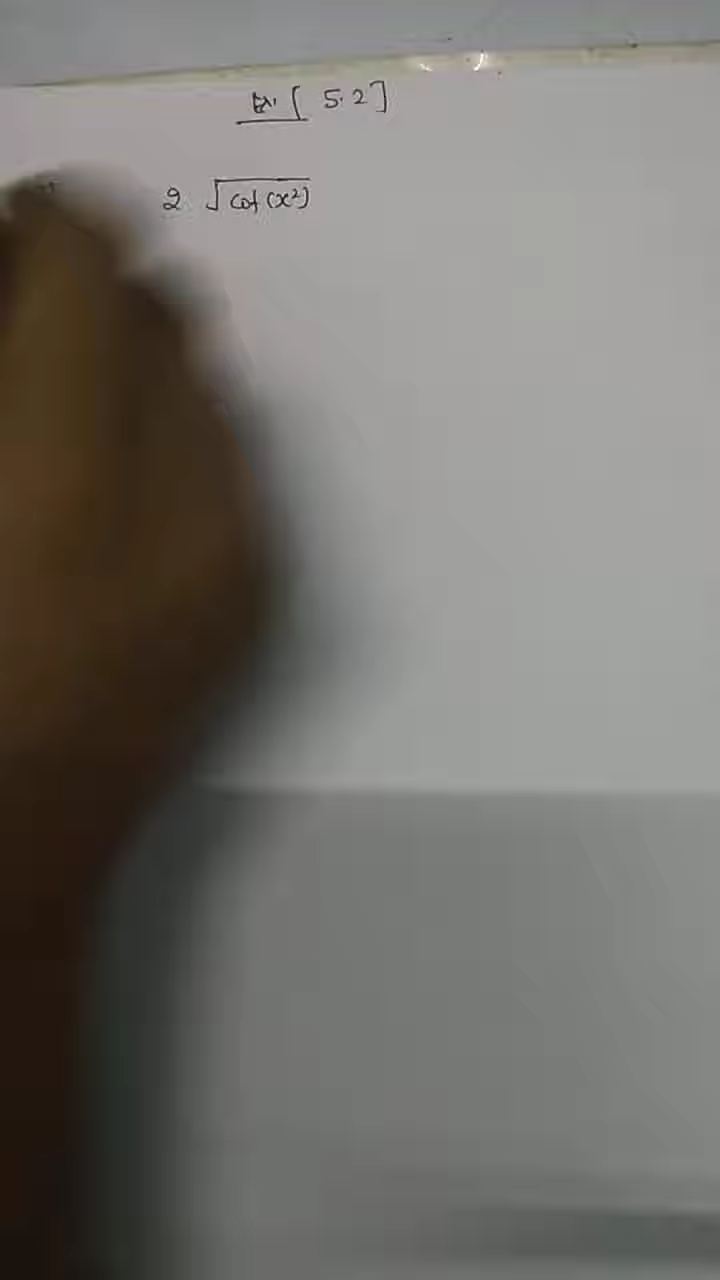 Ex. [ 5.2 ]
2. √cot (x²)